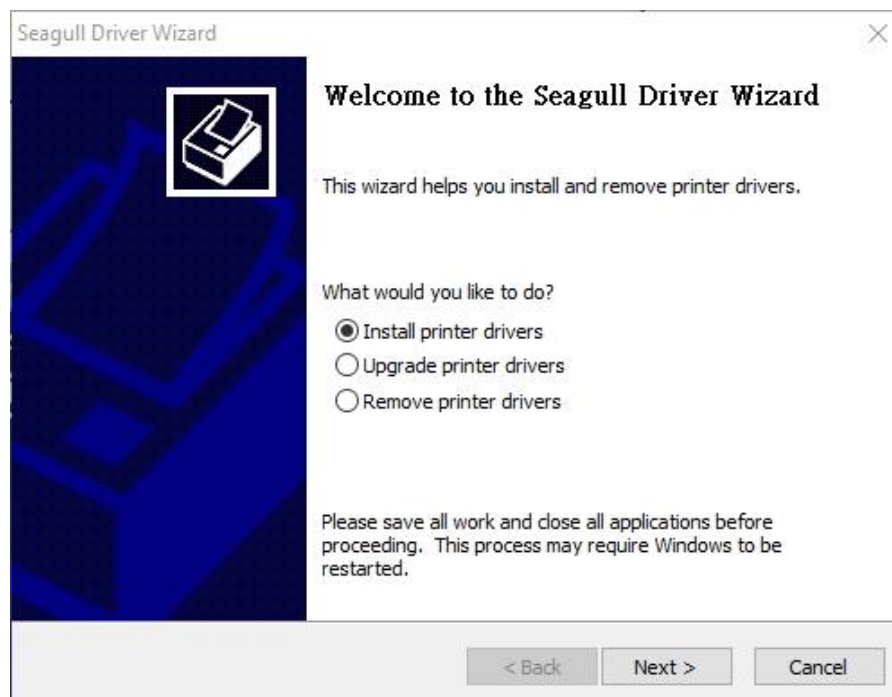 Seagull Driver Wizard
Welcome to the Seagull Driver Wizard
This wizard helps you install and remove printer drivers.
What would you like to do?
Install printer drivers
Upgrade printer drivers
Remove printer drivers
Please save all work and close all applications before
proceeding. This process may require Windows to be
restarted.
< Back Next > Cancel